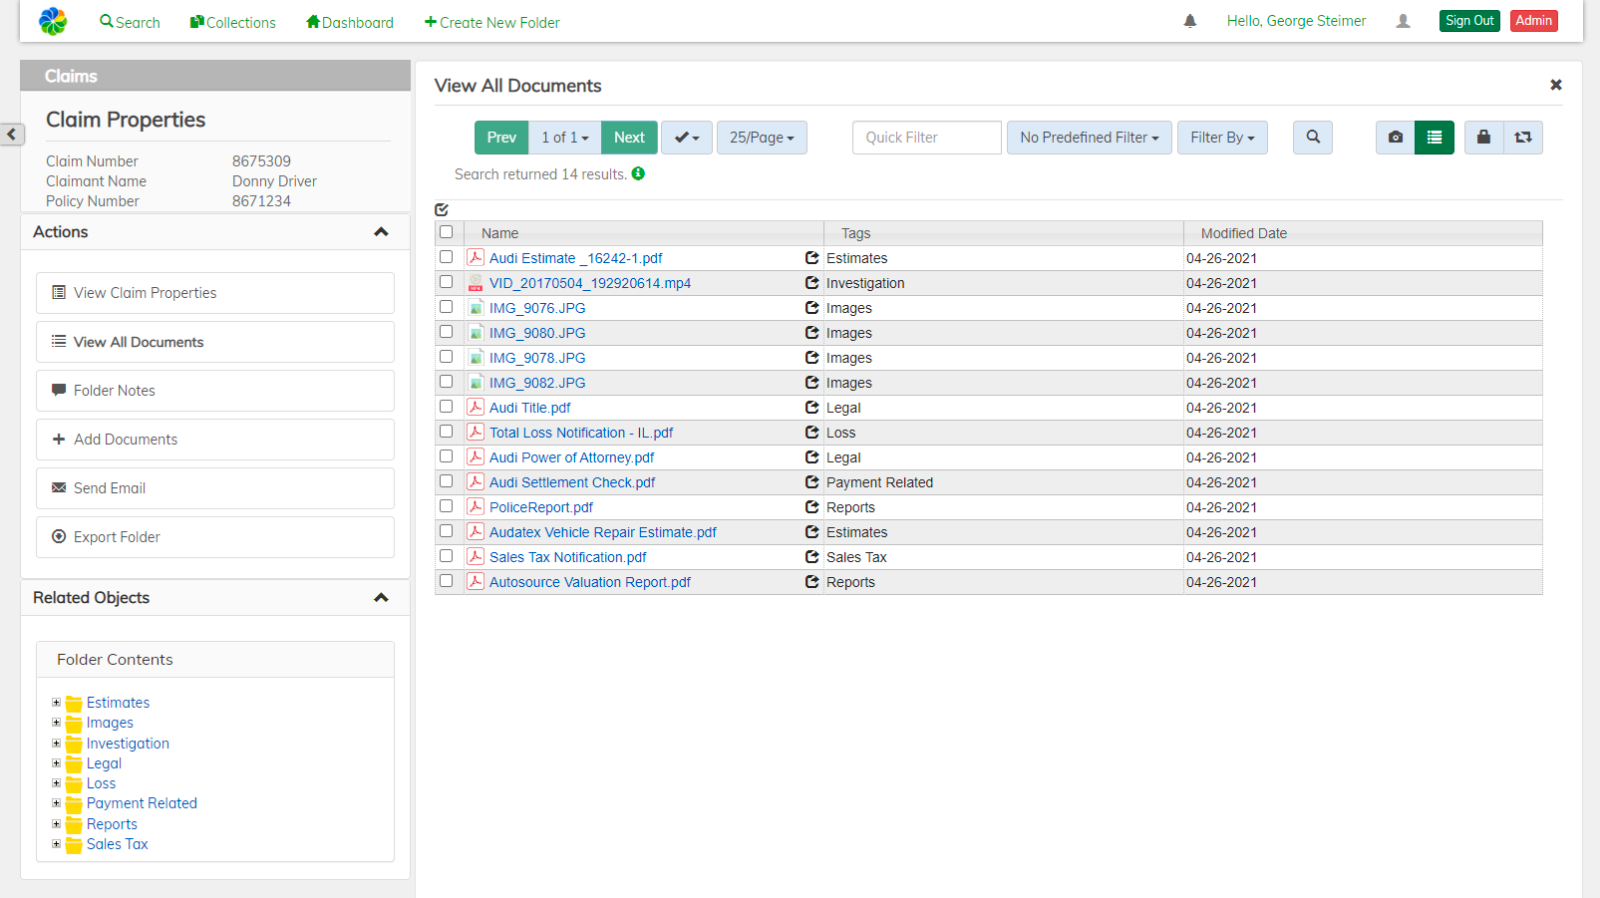 Search Collections Dashboard Create New Folder Hello, George Steimer Sign Out Admin
Claims
Claim Properties
Claim Number 8675309
Claimant Name Donny Driver
Policy Number 8671234
Actions
View Claim Properties
View All Documents
Folder Notes
Add Documents
Send Email
Export Folder
Related Objects
Folder Contents
Estimates
Images
Investigation
Legal
Loss
Payment Related
Reports
Sales Tax
View All Documents
Prev 1 of 1 Next 25/Page Quick Filter No Predefined Filter Filter By
Search returned 14 results.
Name Tags Modified Date
Audi Estimate _16242-1.pdf Estimates 04-26-2021
VID_20170504_192920614.mp4 Investigation 04-26-2021
IMG_9076.JPG Images 04-26-2021
IMG_9080.JPG Images 04-26-2021
IMG_9078.JPG Images 04-26-2021
IMG_9082.JPG Images 04-26-2021
Audi Title.pdf Legal 04-26-2021
Total Loss Notification - IL.pdf Loss 04-26-2021
Audi Power of Attorney.pdf Legal 04-26-2021
Audi Settlement Check.pdf Payment Related 04-26-2021
PoliceReport.pdf Reports 04-26-2021
Audatex Vehicle Repair Estimate.pdf Estimates 04-26-2021
Sales Tax Notification.pdf Sales Tax 04-26-2021
Autosource Valuation Report.pdf Reports 04-26-2021